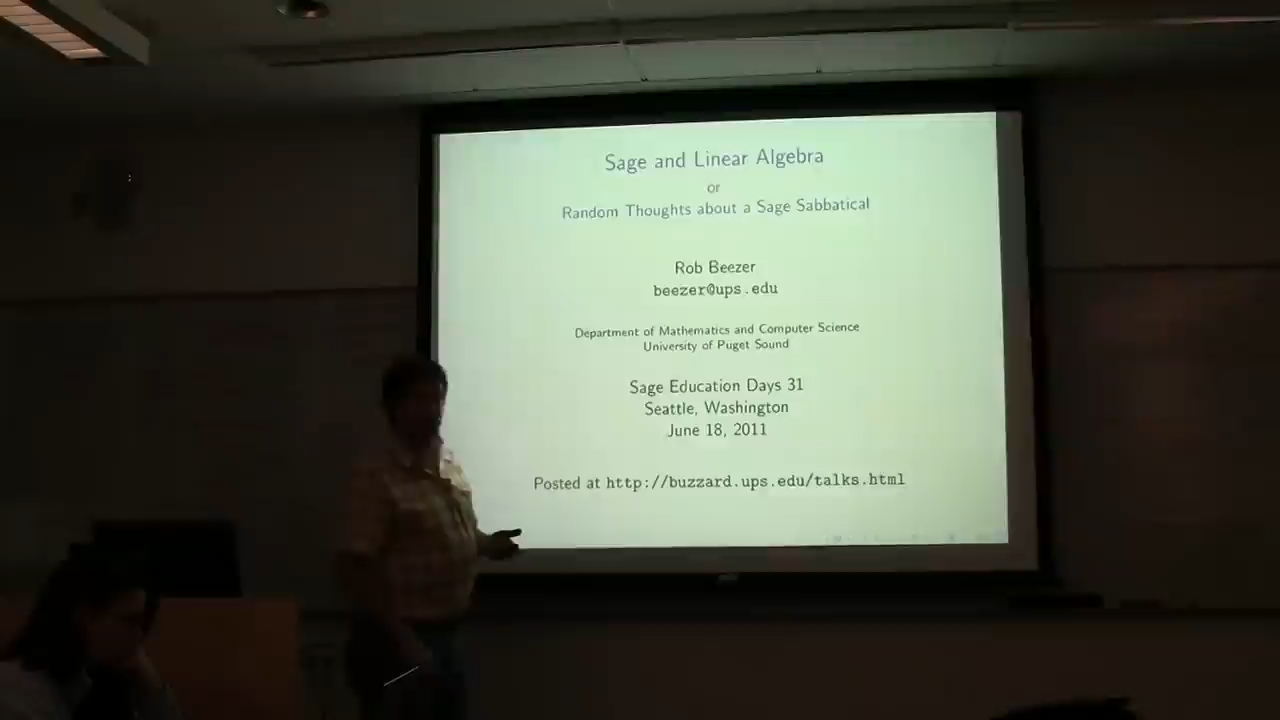 Sage and Linear Algebra
or
Random Thoughts about a Sage Sabbatical
Rob Beezer
beezer@ups.edu
Department of Mathematics and Computer Science
University of Puget Sound
Sage Education Days 31
Seattle, Washington
June 18, 2011
Posted at http://buzzard.ups.edu/talks.html